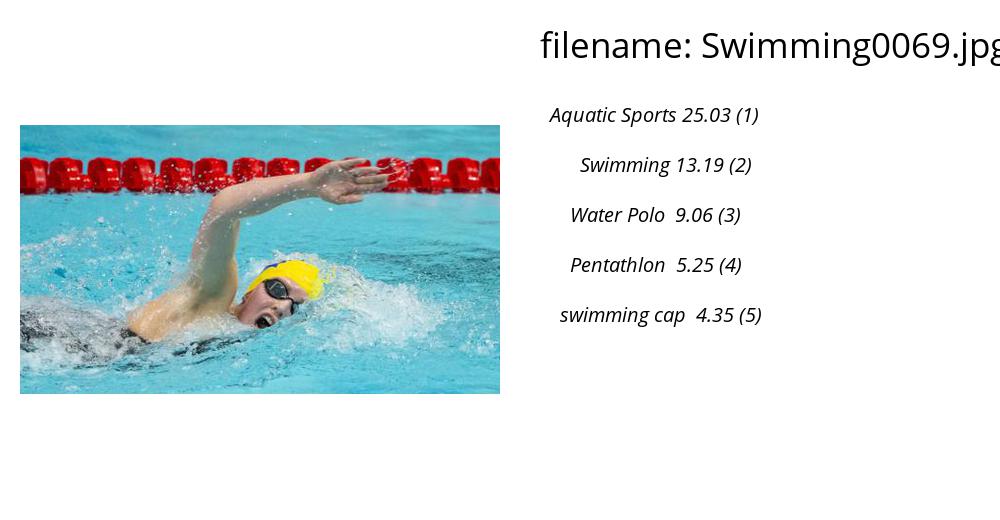 filename: Swimming0069.jpg
Aquatic Sports 25.03 (1)
Swimming 13.19 (2)
Water Polo 9.06 (3)
Pentathlon 5.25 (4)
swimming cap 4.35 (5)